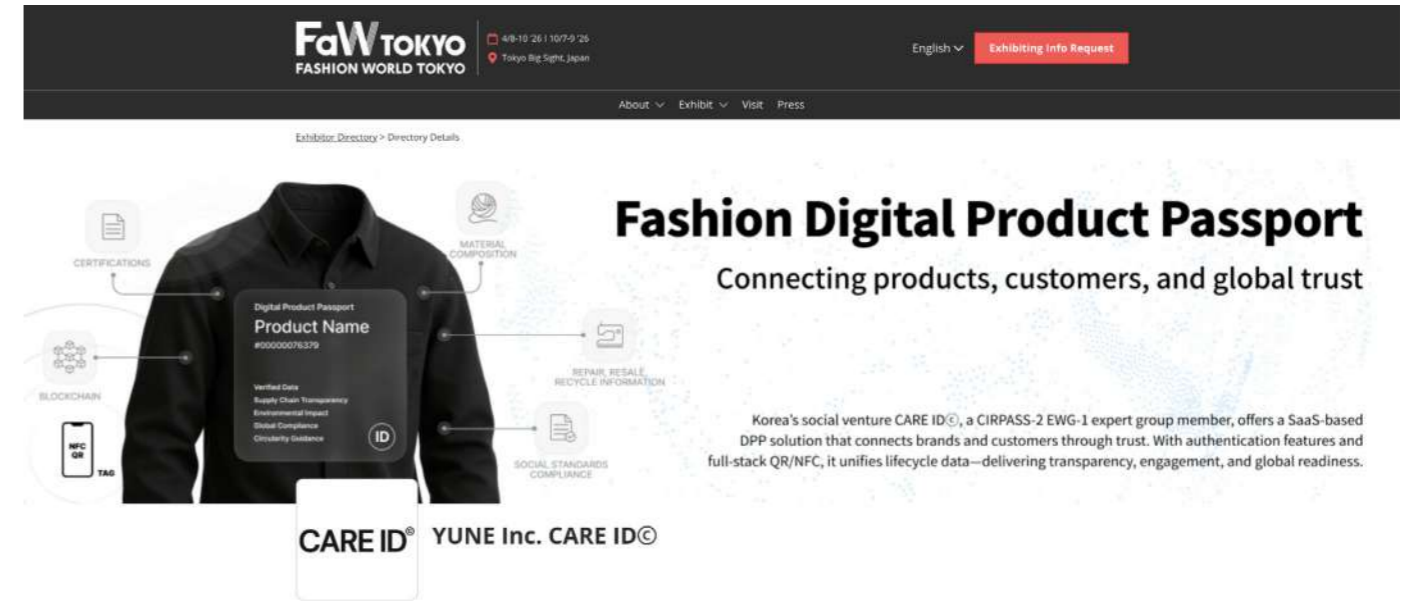 FaW TOKYO
FASHION WORLD TOKYO
4/8-10 '26 | 10/7-9 '26
Tokyo Big Sight, Japan
English
Exhibiting Info Request
About
Exhibit
Visit
Press
Exhibitor Directory > Directory Details
Fashion Digital Product Passport
Connecting products, customers, and global trust
CERTIFICATIONS
MATERIAL
COMPOSITION
Digital Product Passport
Product Name
#00000076379
BLOCKCHAIN
REPAIR, RESALE,
RECYCLE INFORMATION
Verified Data
Supply Chain Transparency
Environmental Impact
Global Compliance
Circularity Guidance
ID
NFC
QR
TAG
SOCIAL STANDARDS
COMPLIANCE
Korea's social venture CARE IDⓒ, a CIRPASS-2 EWG-1 expert group member, offers a SaaS-based
DPP solution that connects brands and customers through trust. With authentication features and
full-stack QR/NFC, it unifies lifecycle data—delivering transparency, engagement, and global readiness.
CARE ID©
YUNE Inc. CARE IDⓒ